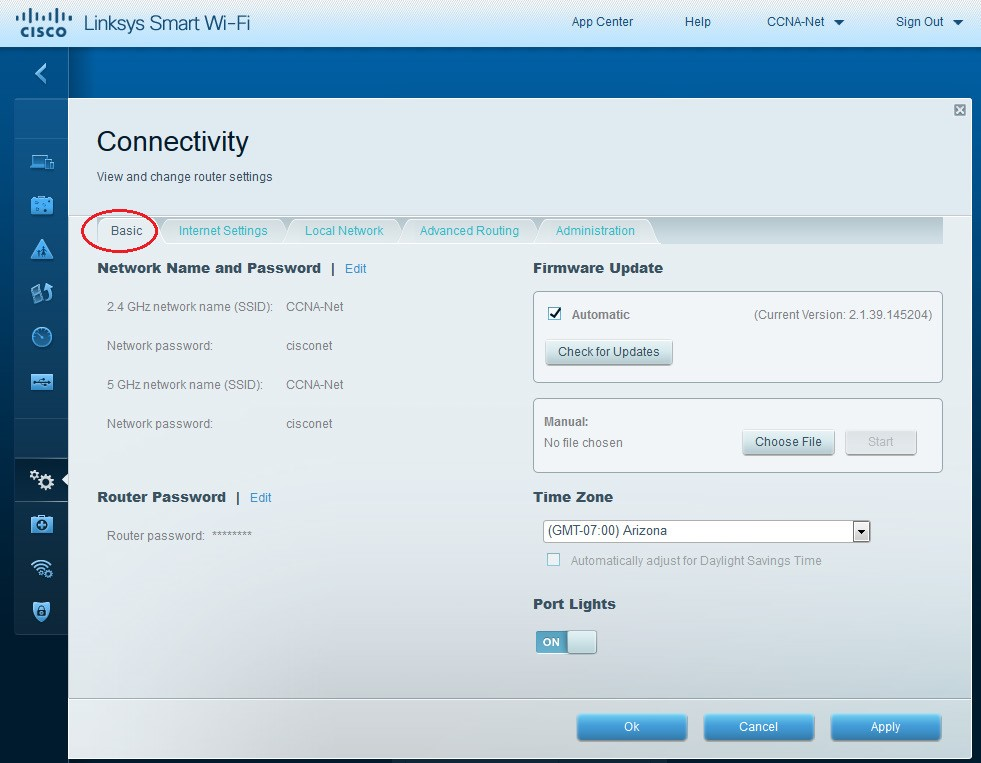 CISCO Linksys Smart Wi-Fi App Center Help CCNA-Net Sign Out
Connectivity
View and change router settings
Basic Internet Settings Local Network Advanced Routing Administration
Network Name and Password | Edit
2.4 GHz network name (SSID): CCNA-Net
Network password: cisconet
5 GHz network name (SSID): CCNA-Net
Network password: cisconet
Router Password | Edit
Router password: ********
Firmware Update
Automatic (Current Version: 2.1.39.145204)
Check for Updates
Manual:
No file chosen Choose File Start
Time Zone
(GMT-07:00) Arizona
Automatically adjust for Daylight Savings Time
Port Lights
ON
Ok Cancel Apply